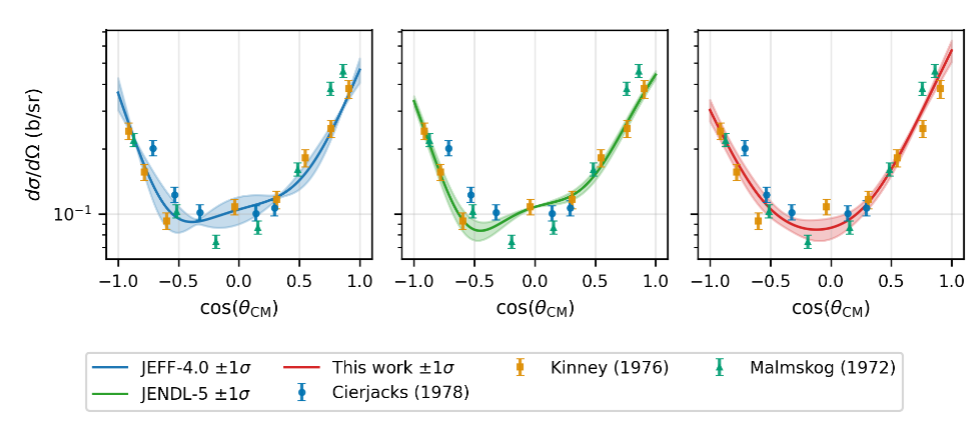 dσ/dΩ (b/sr)
10⁻¹
−1.0 −0.5 0.0 0.5 1.0
cos(θCM)
−1.0 −0.5 0.0 0.5 1.0
cos(θCM)
−1.0 −0.5 0.0 0.5 1.0
cos(θCM)
JEFF-4.0 ±1σ
JENDL-5 ±1σ
This work ±1σ
Cierjacks (1978)
Kinney (1976)
Malmskog (1972)